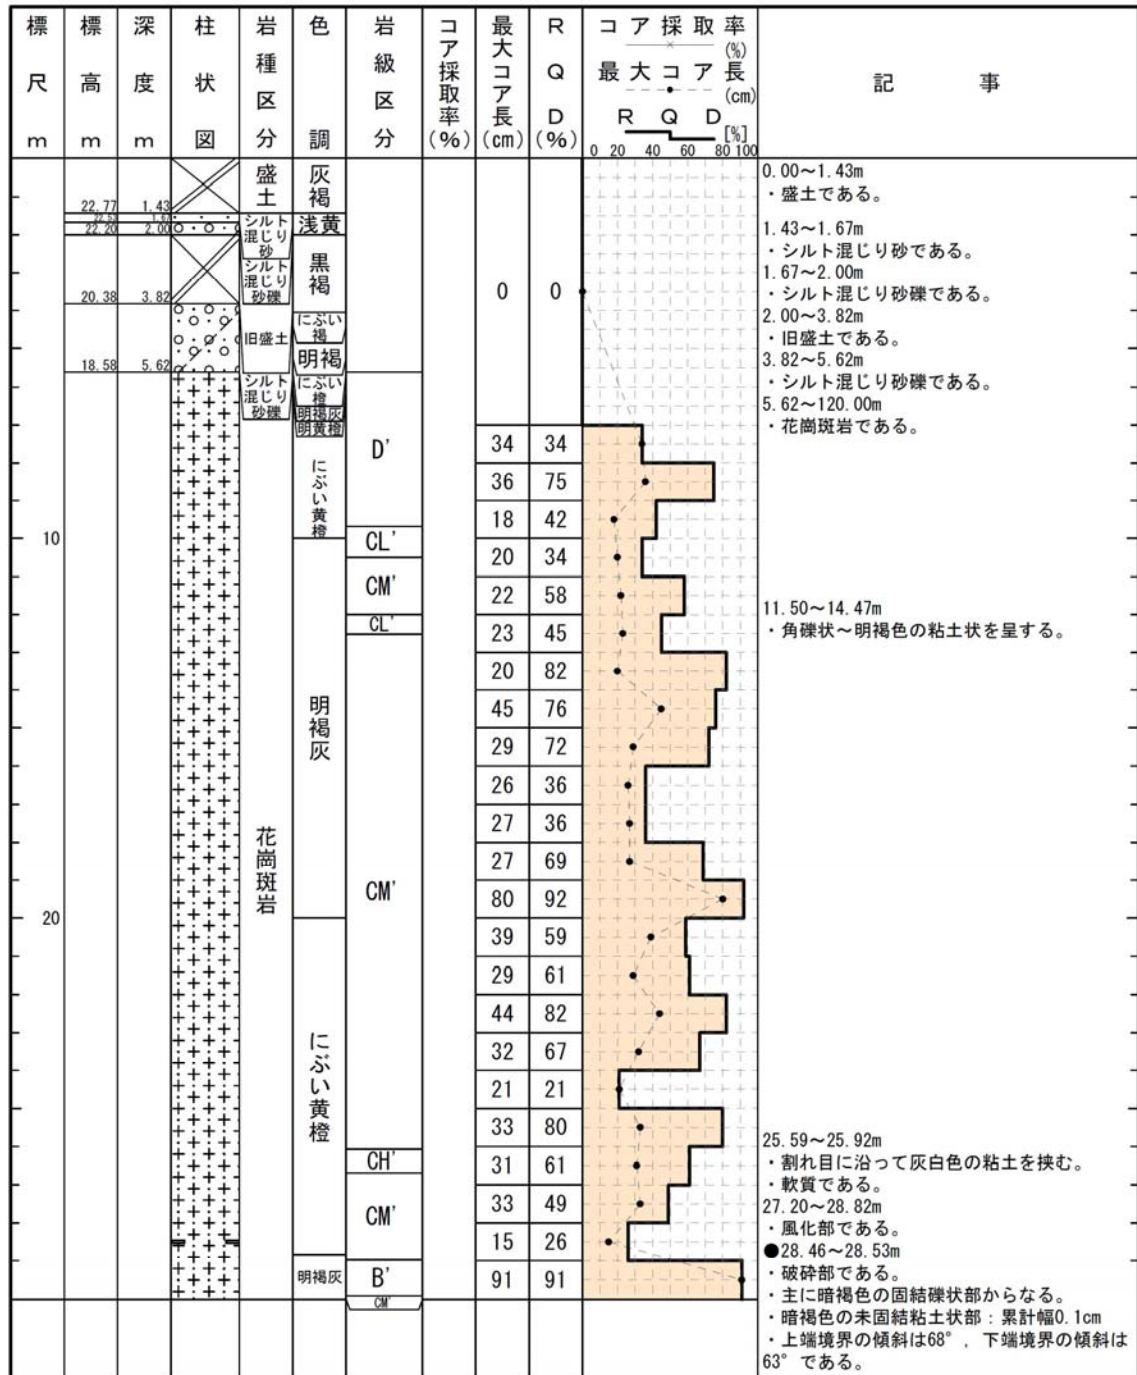 標尺m
標高m
深度m
柱状図
岩種区分
色調
岩級区分
コア採取率(%)
最大コア長(cm)
RQD(%)
コア採取率
(%)
最大コア長
(cm)
RQD
[%]
0 20 40 60 80 100
記事
22.77 1.43
22.53 1.67
22.20 2.00
20.38 3.82
18.58 5.62
10
20
盛土
シルト
混じり
砂
シルト
混じり
砂礫
旧盛土
シルト
混じり
砂礫
花崗斑岩
灰褐
浅黄
黒褐
にぶい
褐
明褐
にぶい
橙
明褐灰
明黄橙
にぶい黄橙
明褐灰
にぶい黄橙
明褐灰
D'
CL'
CM'
CL'
CM'
CH'
CM'
B'
CM'
0 0
34 34
36 75
18 42
20 34
22 58
23 45
20 82
45 76
29 72
26 36
27 36
27 69
80 92
39 59
29 61
44 82
32 67
21 21
33 80
31 61
33 49
15 26
91 91
0.00～1.43m
・盛土である。
1.43～1.67m
・シルト混じり砂である。
1.67～2.00m
・シルト混じり砂礫である。
2.00～3.82m
・旧盛土である。
3.82～5.62m
・シルト混じり砂礫である。
5.62～120.00m
・花崗斑岩である。
11.50～14.47m
・角礫状～明褐色の粘土状を呈する。
25.59～25.92m
・割れ目に沿って灰白色の粘土を挟む。
・軟質である。
27.20～28.82m
・風化部である。
●28.46～28.53m
・破砕部である。
・主に暗褐色の固結礫状部からなる。
・暗褐色の未固結粘土状部：累計幅0.1cm
・上端境界の傾斜は68°，下端境界の傾斜は
63°である。